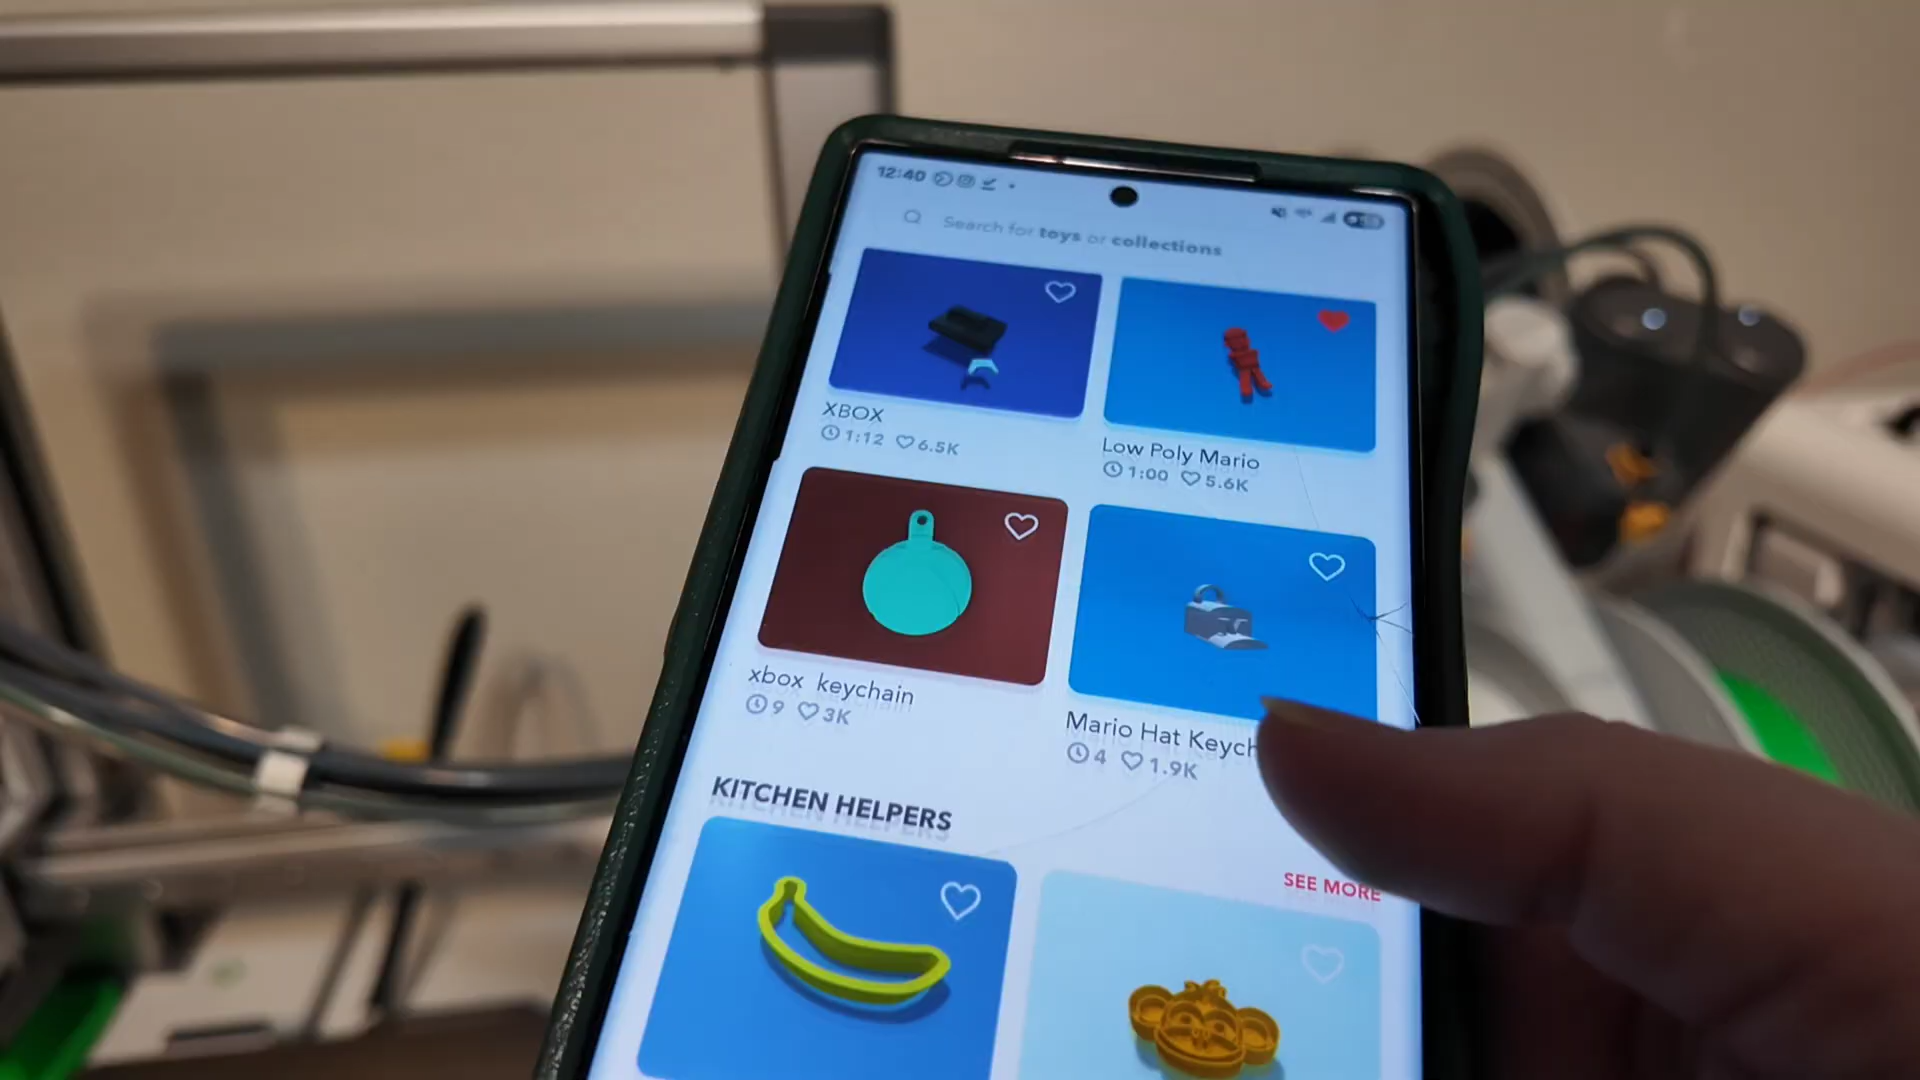 12:40
Search for toys or collections
XBOX
1:12 6.5K
Low Poly Mario
1:00 5.6K
xbox keychain
9 3K
Mario Hat Keych
4 1.9K
KITCHEN HELPERS
SEE MORE